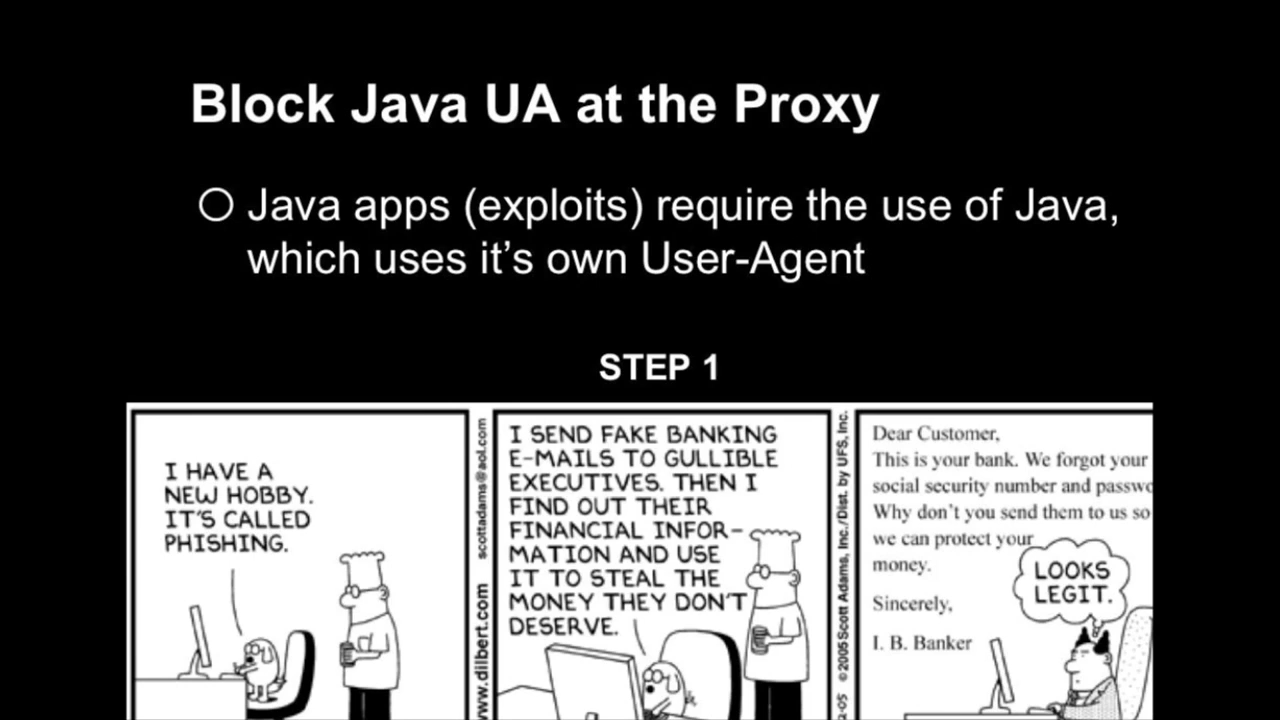 Block Java UA at the Proxy
Java apps (exploits) require the use of Java,
which uses it’s own User-Agent
STEP 1
I HAVE A
NEW HOBBY.
IT'S CALLED
PHISHING.
scottadams@aol.com
www.dilbert.com
I SEND FAKE BANKING
E-MAILS TO GULLIBLE
EXECUTIVES. THEN I
FIND OUT THEIR
FINANCIAL INFOR-
MATION AND USE
IT TO STEAL THE
MONEY THEY DON'T
DESERVE.
©2005 Scott Adams, Inc./Dist. by UFS, Inc.
Dear Customer,
This is your bank. We forgot your
social security number and passwo
Why don't you send them to us so
we can protect your
money.
Sincerely,
I. B. Banker
LOOKS
LEGIT.